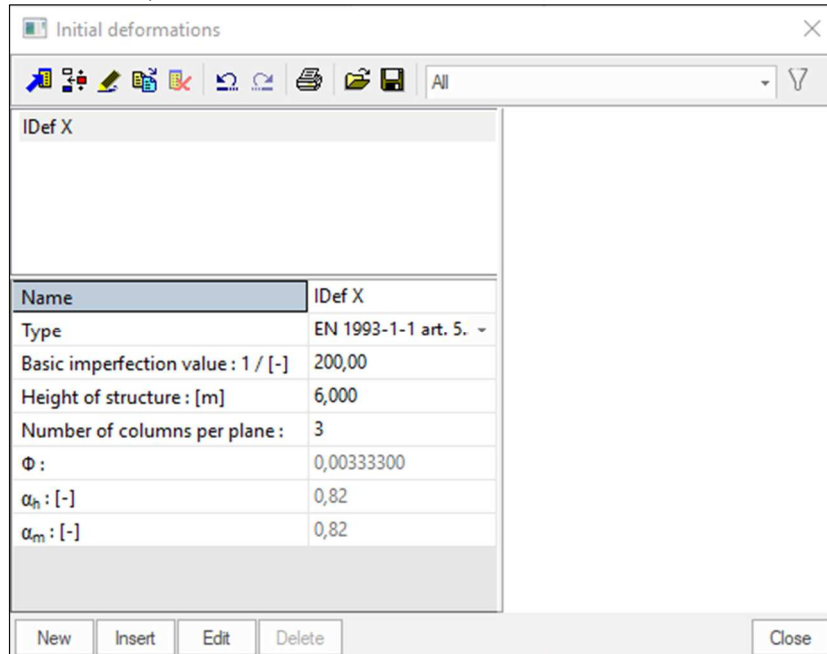 Initial deformations
All
IDef X
Name IDef X
Type EN 1993-1-1 art. 5.
Basic imperfection value : 1 / [-] 200,00
Height of structure : [m] 6,000
Number of columns per plane : 3
Φ : 0,00333300
αh : [-] 0,82
αm : [-] 0,82
New Insert Edit Delete Close